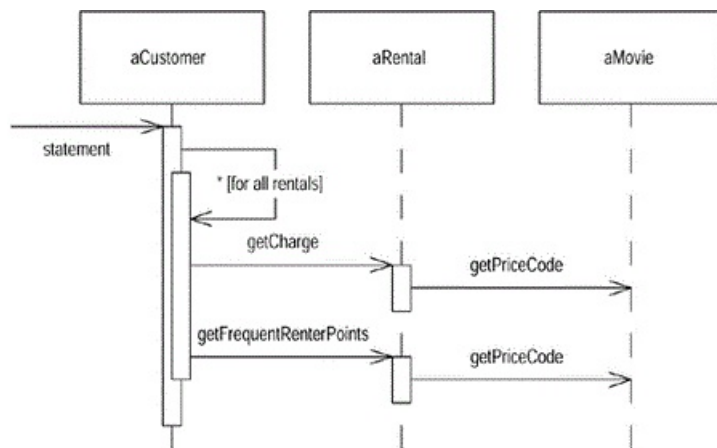 aCustomer
aRental
aMovie
statement
* [for all rentals]
getCharge
getPriceCode
getFrequentRenterPoints
getPriceCode